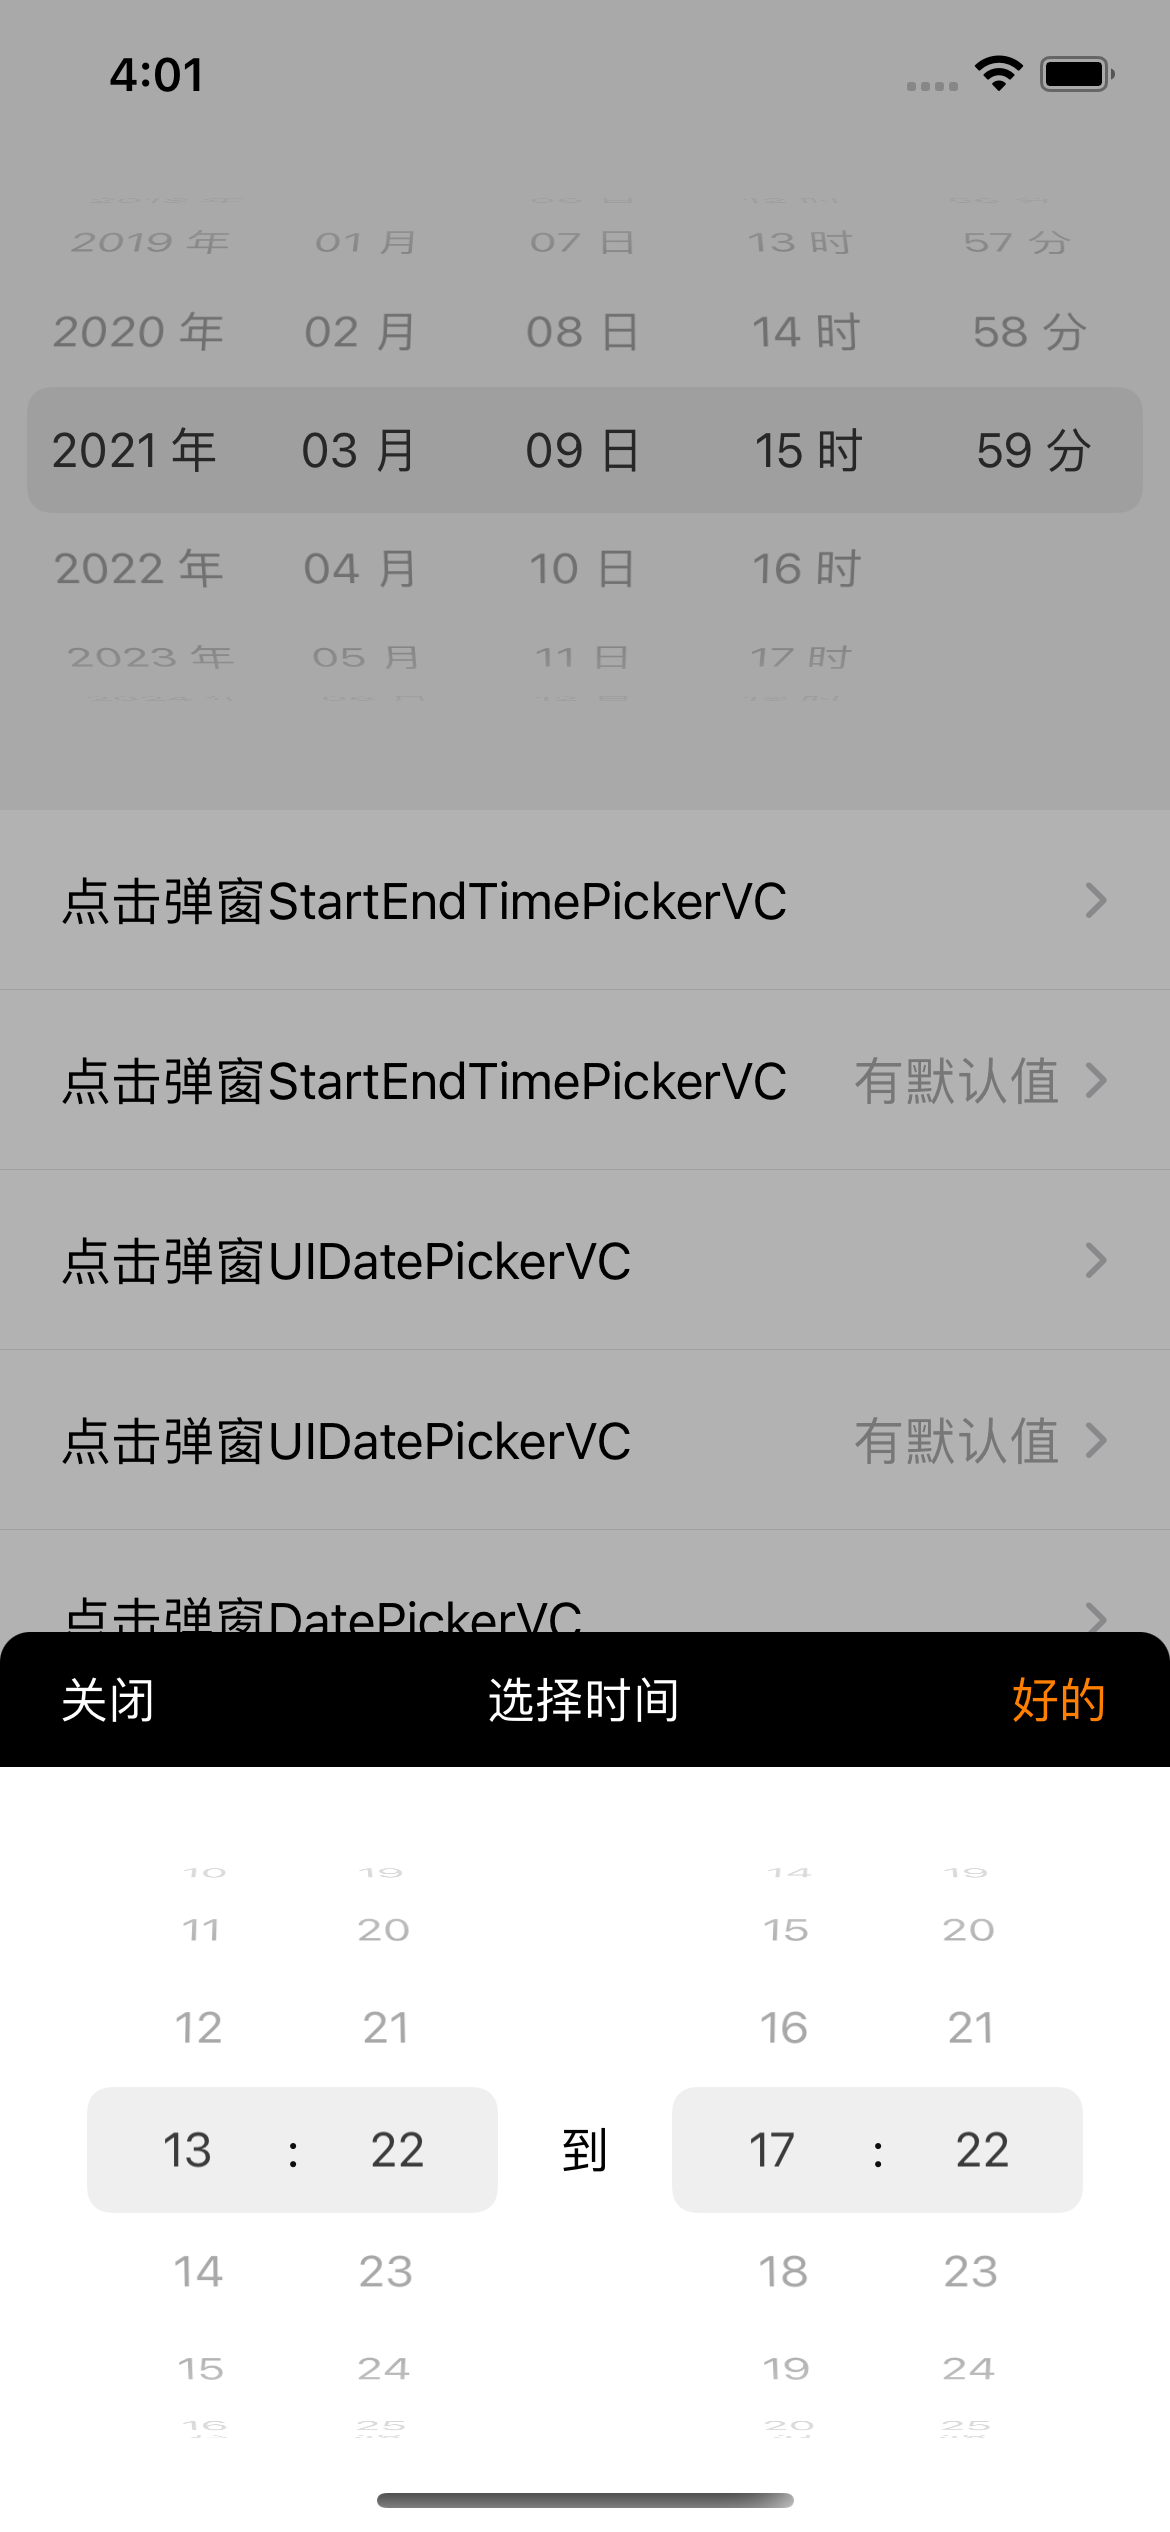 4:01
2019 年 01 月 07 日 13 时 57 分
2020 年 02 月 08 日 14 时 58 分
2021 年 03 月 09 日 15 时 59 分
2022 年 04 月 10 日 16 时
2023 年 05 月 11 日 17 时
点击弹窗StartEndTimePickerVC
点击弹窗StartEndTimePickerVC 有默认值
点击弹窗UIDatePickerVC
点击弹窗UIDatePickerVC 有默认值
点击弹窗DatePickerVC
关闭 选择时间 好的
10 19 14 19
11 20 15 20
12 21 16 21
13 : 22 到 17 : 22
14 23 18 23
15 24 19 24
16 25 20 25